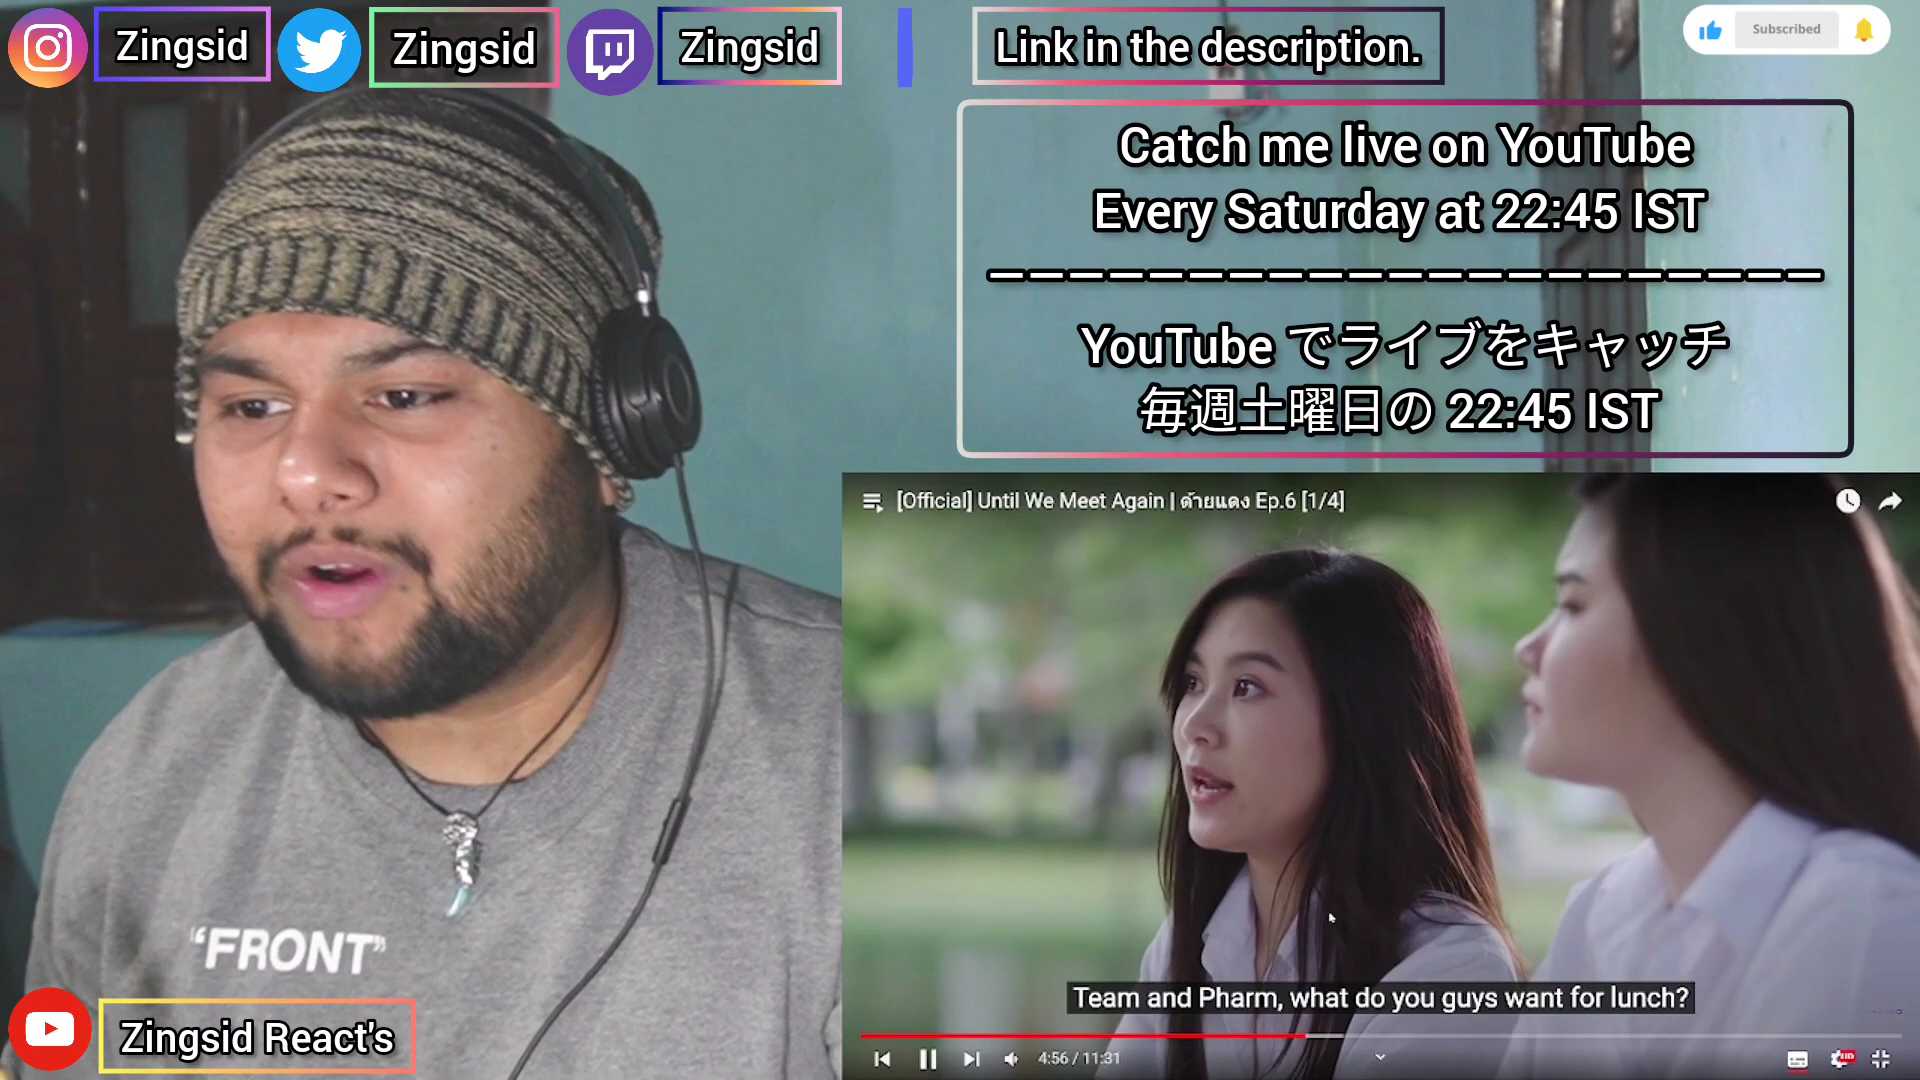 Zingsid
Zingsid
Zingsid
Link in the description.
Subscribed
Catch me live on YouTube
Every Saturday at 22:45 IST
YouTube でライブをキャッチ
毎週土曜日の 22:45 IST
[Official] Until We Meet Again | ด้ายแดง Ep.6 [1/4]
"FRONT"
Team and Pharm, what do you guys want for lunch?
Zingsid React's
4:56 / 11:31
HD